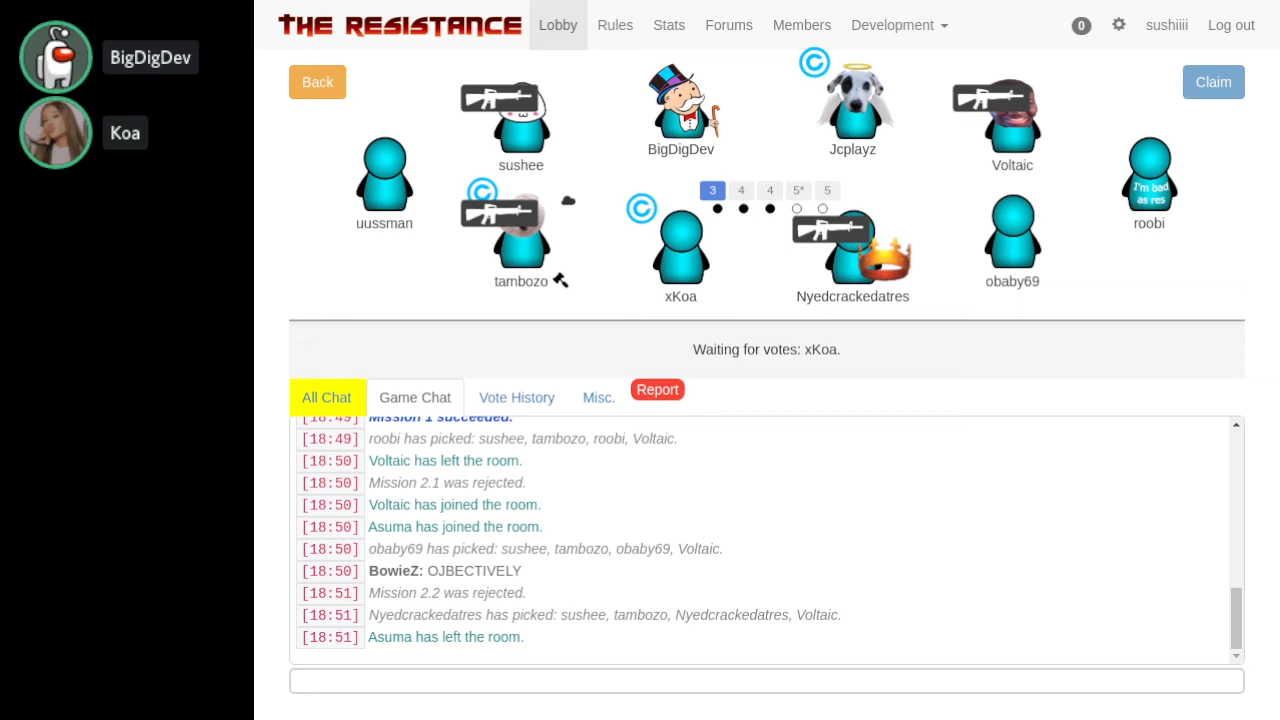 BigDigDev
Koa
THE RESISTANCE
Lobby
Rules
Stats
Forums
Members
Development
0
sushiiii
Log out
Back
©
Claim
sushee
BigDigDev
Jcplayz
Voltaic
uussman
©
©
3 4 4 5* 5
I'm bad
as res
roobi
tambozo
xKoa
Nyedcrackedatres
obaby69
Waiting for votes: xKoa.
All Chat
Game Chat
Vote History
Misc.
Report
[18:49] Mission 1 succeeded.
[18:49] roobi has picked: sushee, tambozo, roobi, Voltaic.
[18:50] Voltaic has left the room.
[18:50] Mission 2.1 was rejected.
[18:50] Voltaic has joined the room.
[18:50] Asuma has joined the room.
[18:50] obaby69 has picked: sushee, tambozo, obaby69, Voltaic.
[18:50] BowieZ: OJBECTIVELY
[18:51] Mission 2.2 was rejected.
[18:51] Nyedcrackedatres has picked: sushee, tambozo, Nyedcrackedatres, Voltaic.
[18:51] Asuma has left the room.